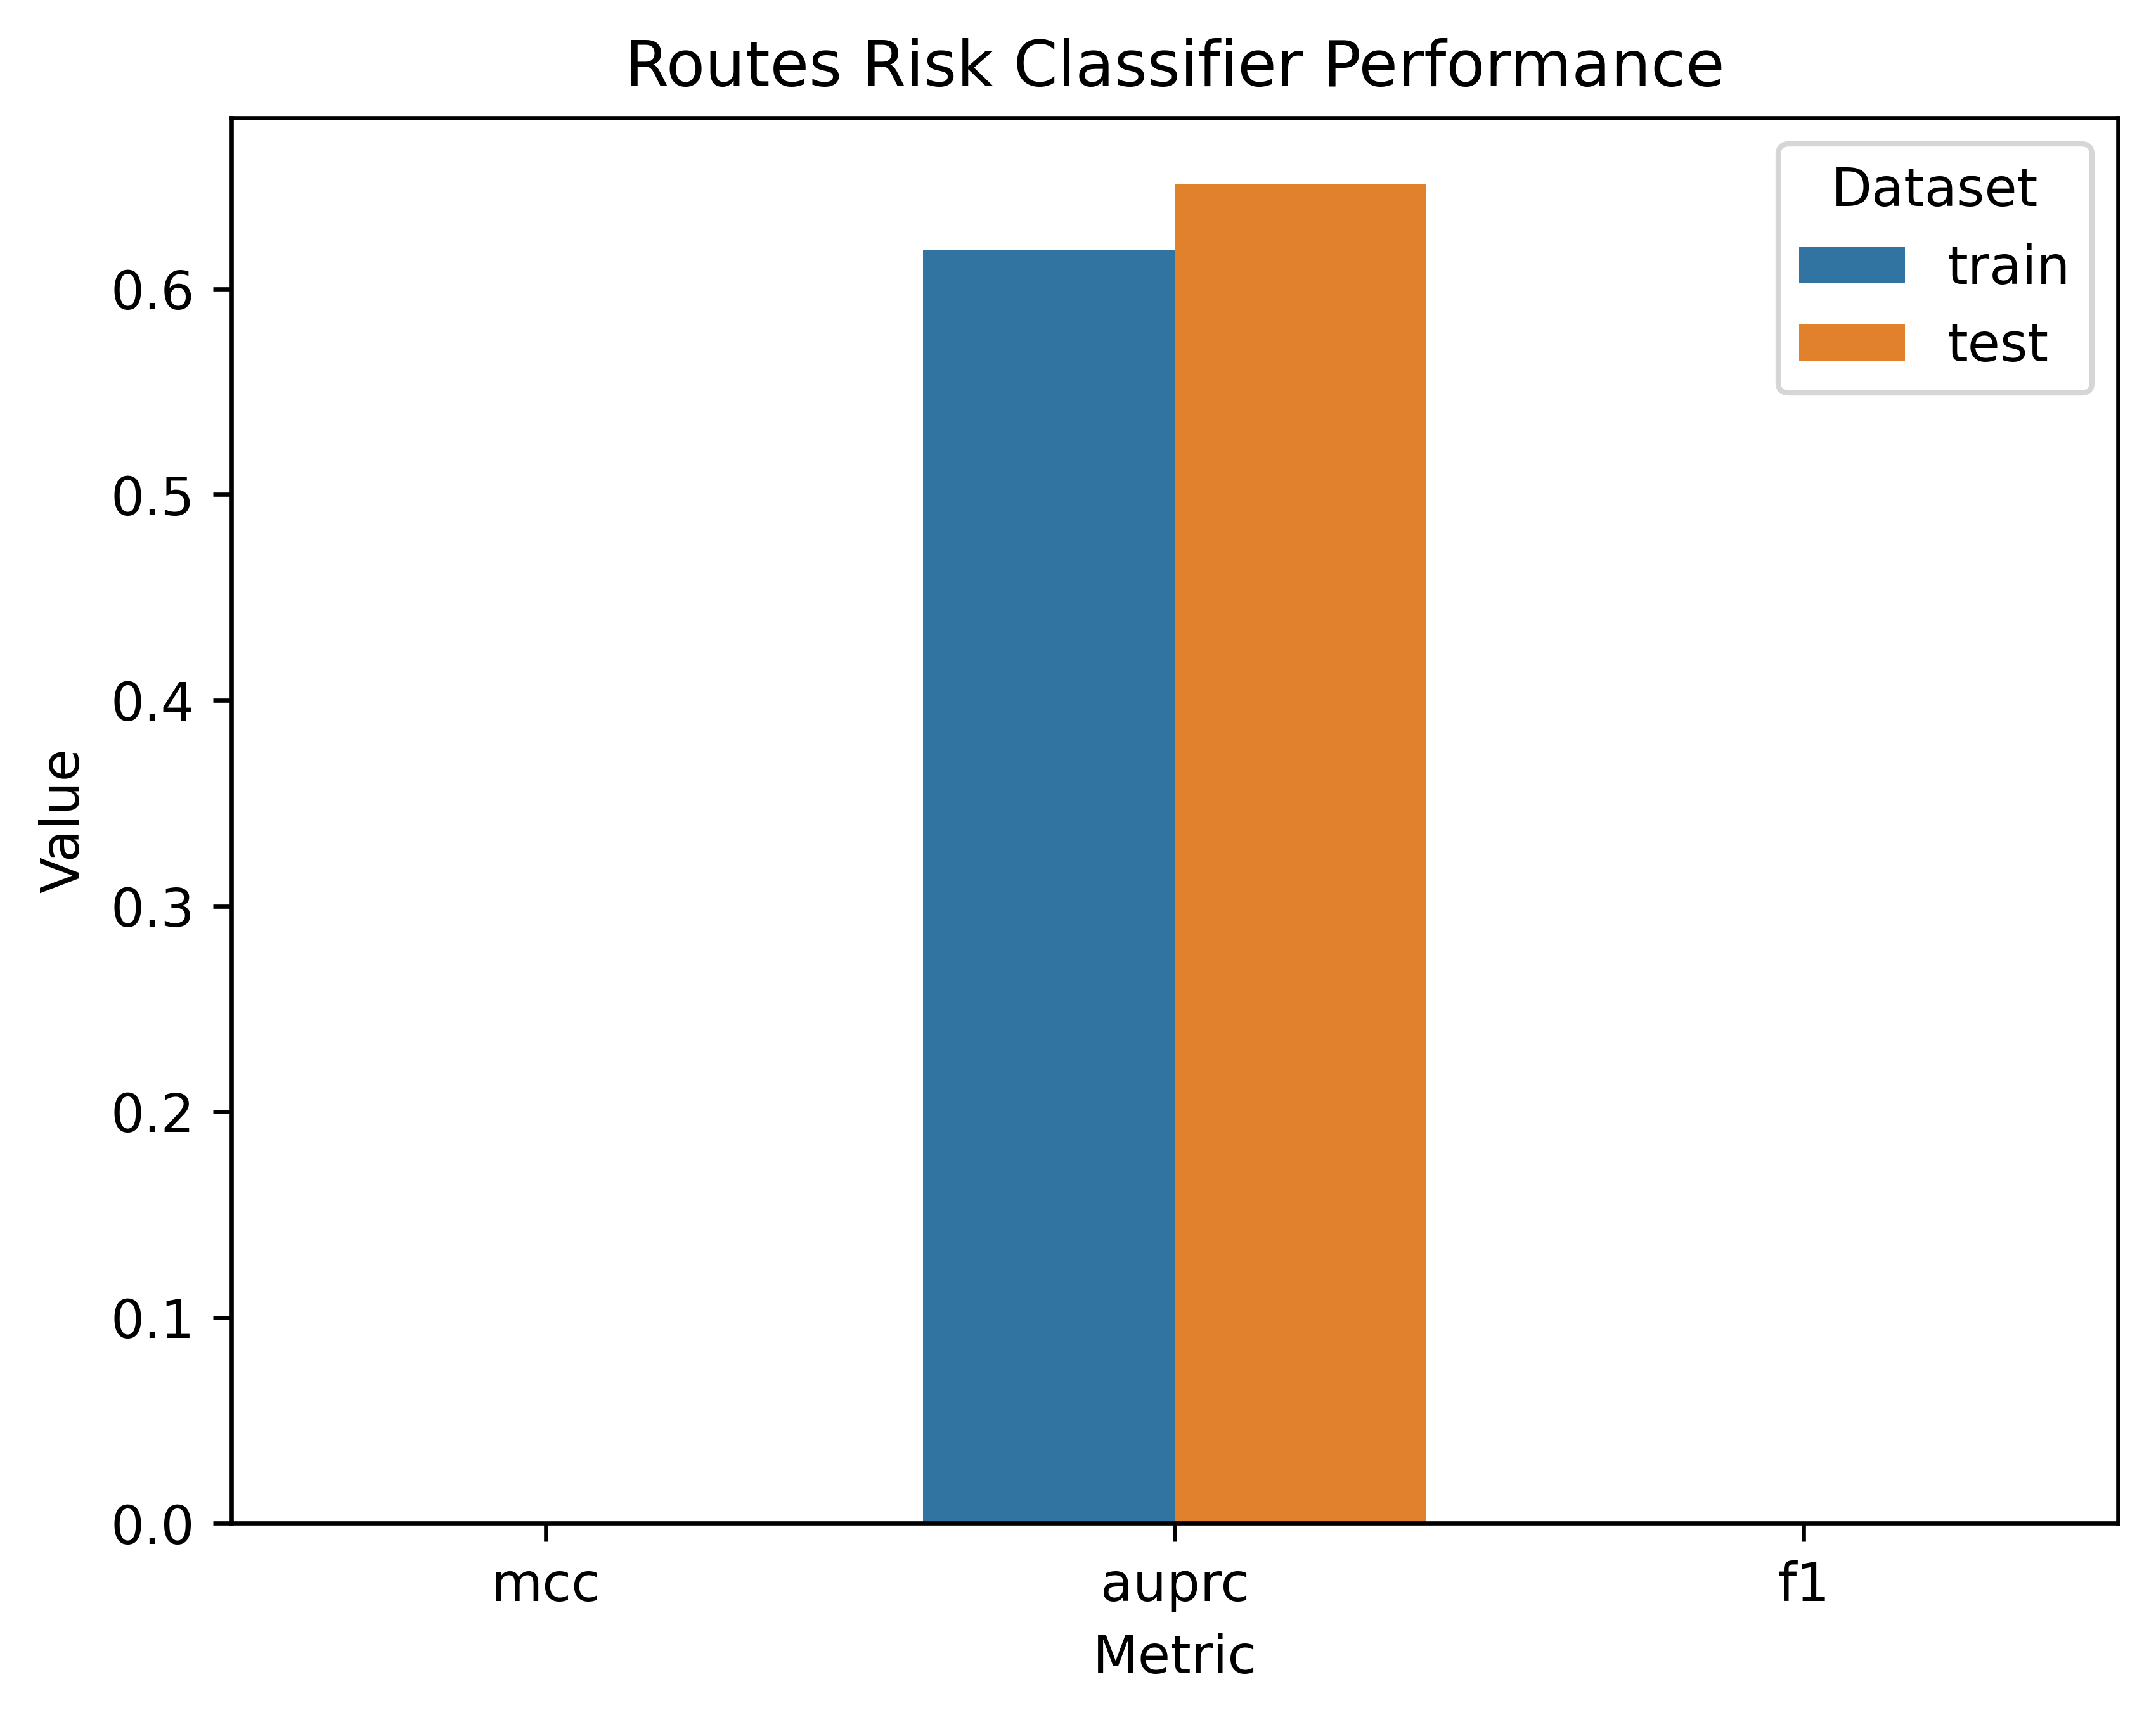 Routes Risk Classifier Performance
Dataset
train
test
0.6
0.5
0.4
0.3
0.2
0.1
0.0
Value
mcc
auprc
f1
Metric